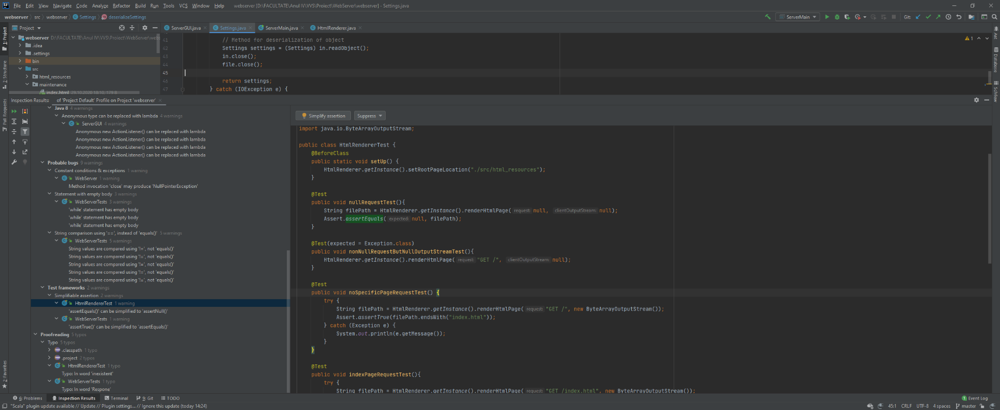 File Edit View Navigate Code Analyze Refactor Build Run Tools VCS Window Help webserver [D:\FACULTATE\Anul IV\VVS\Project\WebServer\webserver] - Settings.java
webserver src webserver Settings deserializeSettings ServerMain Git:
Project ServerGUI.java Settings.java ServerMain.java HtmlRenderer.java
1: Project
Z: Structure
Pull Requests
2: Favorites
Ant
Database
SciView
webserver D:\FACULTATE\Anul IV\VVS\Project\WebServer\webs
.idea
.settings
bin
src
html_resources
maintenance
index.html 29.10.2020 18:10, 179 B
41 // Method for deserialization of object
42 Settings settings = (Settings) in.readObject();
43 in.close();
44 file.close();
45
46 return settings;
47 } catch (IOException e) {
1
Inspection Results: of 'Project Default' Profile on Project 'webserver'
Java 8 4 warnings
Anonymous type can be replaced with lambda 4 warnings
ServerGUI 4 warnings
Anonymous new ActionListener() can be replaced with lambda
Anonymous new ActionListener() can be replaced with lambda
Anonymous new ActionListener() can be replaced with lambda
Anonymous new ActionListener() can be replaced with lambda
Probable bugs 9 warnings
Constant conditions & exceptions 1 warning
WebServer 1 warning
Method invocation 'close' may produce 'NullPointerException'
Statement with empty body 3 warnings
WebServerTests 3 warnings
'while' statement has empty body
'while' statement has empty body
'while' statement has empty body
String comparison using '==', instead of 'equals()' 5 warnings
WebServerTests 5 warnings
String values are compared using '!=', not 'equals()'
String values are compared using '!=', not 'equals()'
String values are compared using '!=', not 'equals()'
String values are compared using '!=', not 'equals()'
String values are compared using '!=', not 'equals()'
Test frameworks 2 warnings
Simplifiable assertion 2 warnings
HtmlRendererTest 1 warning
'assertEquals()' can be simplified to 'assertNull()'
WebServerTests 1 warning
'assertTrue()' can be simplified to 'assertEquals()'
Proofreading 5 typos
Typo 5 typos
.classpath 1 typo
.project 2 typos
HtmlRendererTest 1 typo
Typo: In word 'inexistent'
WebServerTests 1 typo
Typo: In word 'Respone'
Simplify assertion Suppress
import java.io.ByteArrayOutputStream;
public class HtmlRendererTest {
@BeforeClass
public static void setUp() {
HtmlRenderer.getInstance().setRootPageLocation("./src/html_resources");
}
@Test
public void nullRequestTest(){
String filePath = HtmlRenderer.getInstance().renderHtmlPage( request: null, clientOutputStream: null);
Assert.assertEquals( expected: null, filePath);
}
@Test(expected = Exception.class)
public void nonNullRequestButNullOutputStreamTest(){
HtmlRenderer.getInstance().renderHtmlPage( request: "GET /", clientOutputStream: null);
}
@Test
public void noSpecificPageRequestTest() {
try {
String filePath = HtmlRenderer.getInstance().renderHtmlPage( request: "GET /", new ByteArrayOutputStream());
Assert.assertTrue(filePath.endsWith("index.html"));
} catch (Exception e) {
System.out.println(e.getMessage());
}
}
@Test
public void indexPageRequestTest(){
try {
String filePath = HtmlRenderer.getInstance().renderHtmlPage( request: "GET /index.html", new ByteArrayOutputStream());
6: Problems Inspection Results Terminal 9: Git TODO 1 Event Log
"Scala" plugin update available // Update // Plugin settings... // Ignore this update (today 14:24) 45:1 CRLF UTF-8 4 spaces master